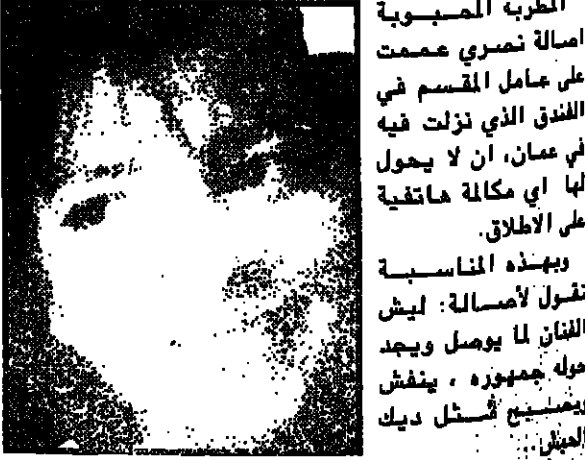 المطربة المحبوبة
اصالة نصري عممت
على عامل المقسم في
الفندق الذي نزلت فيه
في عمان، ان لا يحول
لها اي مكالمة هاتفية
على الاطلاق.
وبهذه المناسبة
نقول لأصالة: ليش
الفنان لما يوصل ويجد
حوله جمهوره، ينفش
ويصبح مثل ديك
الحبش..